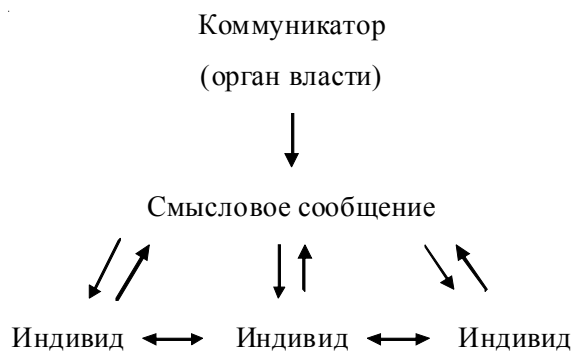 Коммуникатор
(орган власти)
Смысловое сообщение
Индивид Индивид Индивид